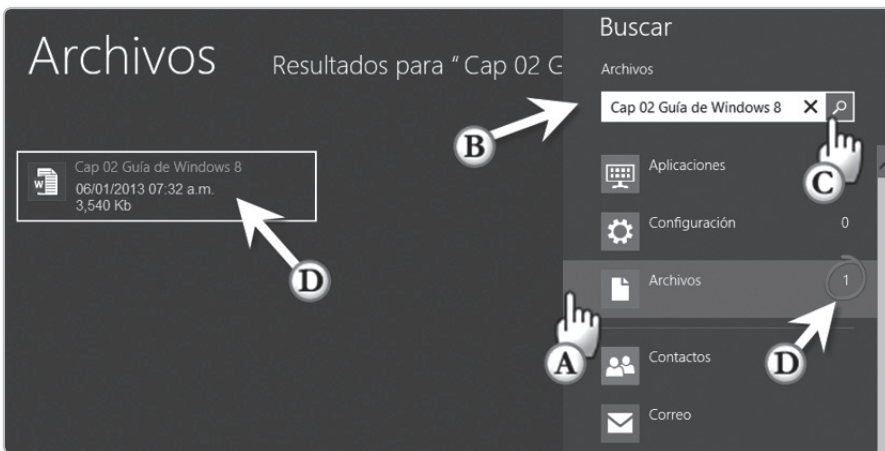 Archivos
Resultados para “ Cap 02 G
Cap 02 Guía de Windows 8
06/01/2013 07:32 a.m.
3,540 Kb
D
Buscar
Archivos
Cap 02 Guía de Windows 8
B
C
Aplicaciones
Configuración 0
Archivos 1
A
D
Contactos
Correo